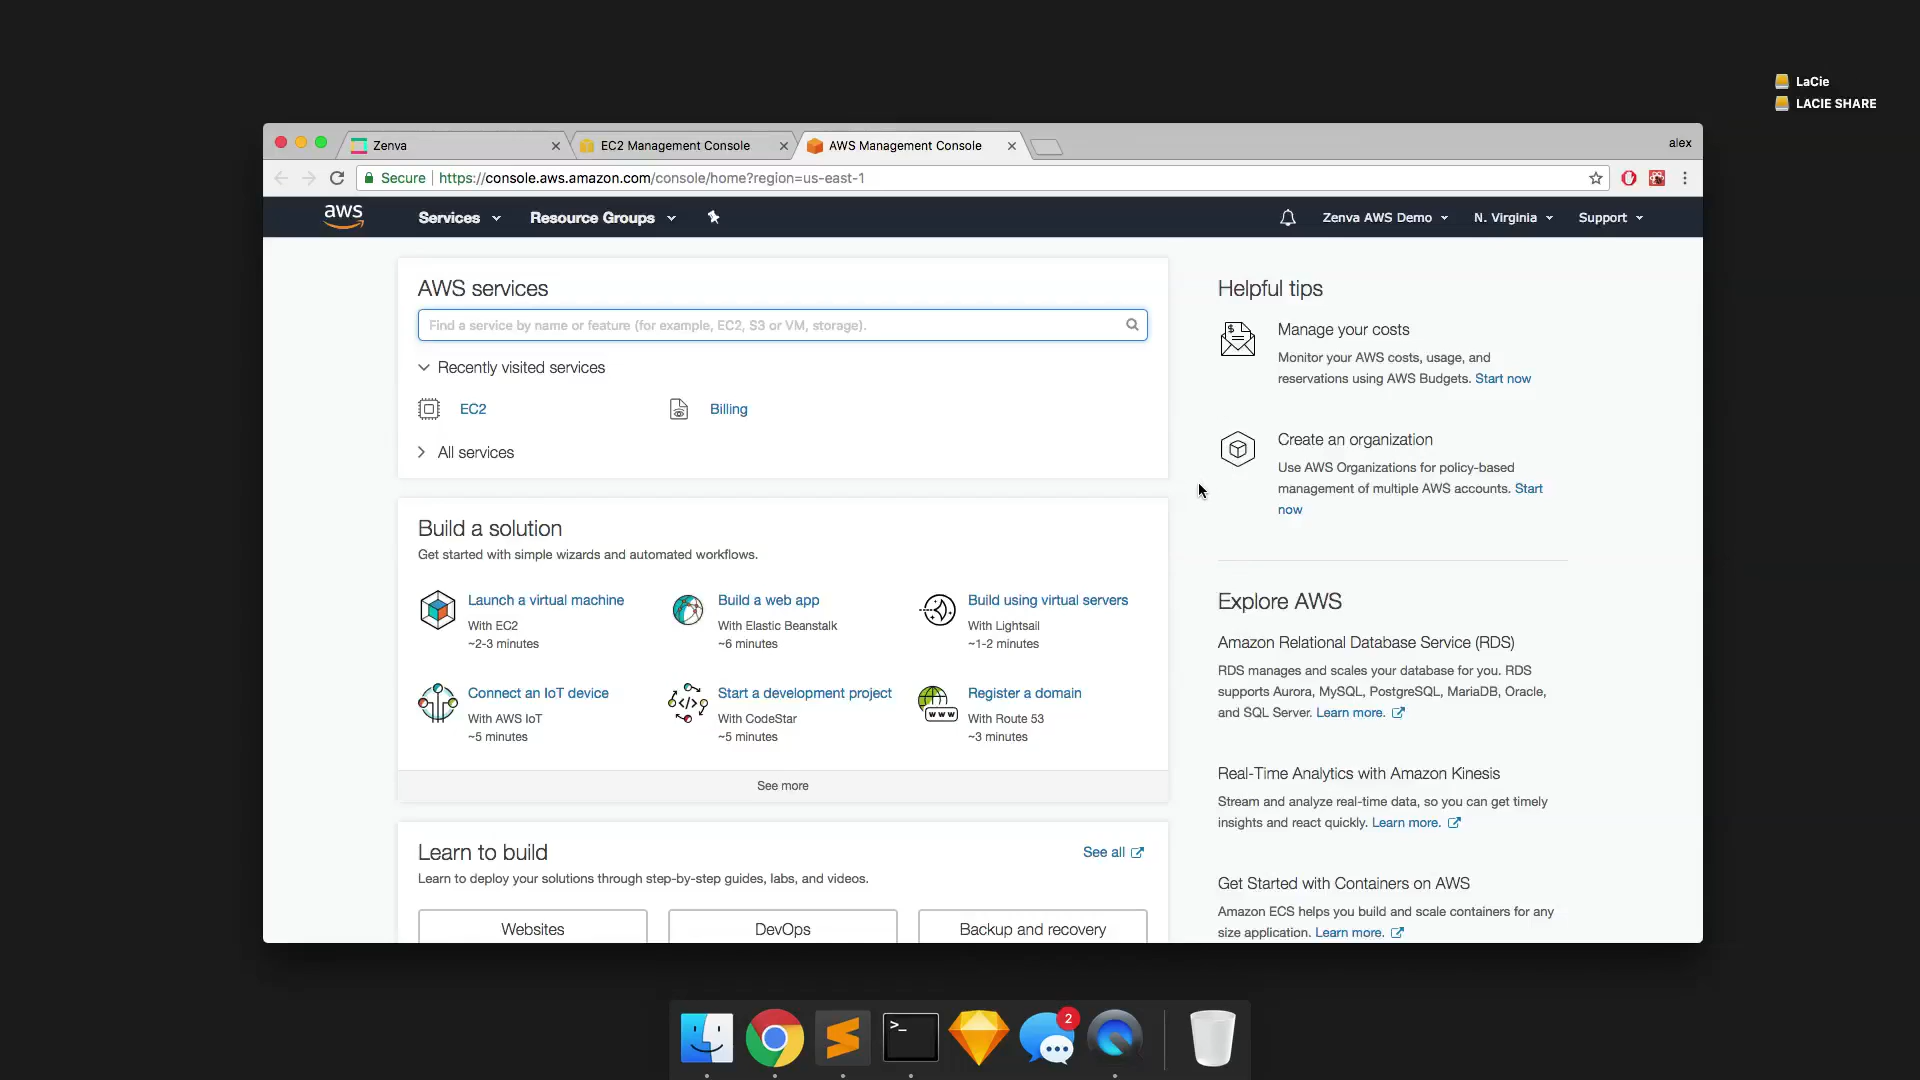 LaCie
LACIE SHARE
Zenva
EC2 Management Console
AWS Management Console
alex
Secure
https://console.aws.amazon.com/console/home?region=us-east-1
aws
Services
Resource Groups
Zenva AWS Demo
N. Virginia
Support
AWS services
Find a service by name or feature (for example, EC2, S3 or VM, storage).
Recently visited services
EC2
Billing
All services
Build a solution
Get started with simple wizards and automated workflows.
Launch a virtual machine
With EC2
~2-3 minutes
Build a web app
With Elastic Beanstalk
~6 minutes
Build using virtual servers
With Lightsail
~1-2 minutes
Connect an IoT device
With AWS IoT
~5 minutes
Start a development project
With CodeStar
~5 minutes
Register a domain
With Route 53
~3 minutes
See more
Learn to build
See all
Learn to deploy your solutions through step-by-step guides, labs, and videos.
Websites
DevOps
Backup and recovery
Helpful tips
Manage your costs
Monitor your AWS costs, usage, and
reservations using AWS Budgets. Start now
Create an organization
Use AWS Organizations for policy-based
management of multiple AWS accounts. Start
now
Explore AWS
Amazon Relational Database Service (RDS)
RDS manages and scales your database for you. RDS
supports Aurora, MySQL, PostgreSQL, MariaDB, Oracle,
and SQL Server. Learn more.
Real-Time Analytics with Amazon Kinesis
Stream and analyze real-time data, so you can get timely
insights and react quickly. Learn more.
Get Started with Containers on AWS
Amazon ECS helps you build and scale containers for any
size application. Learn more.
2